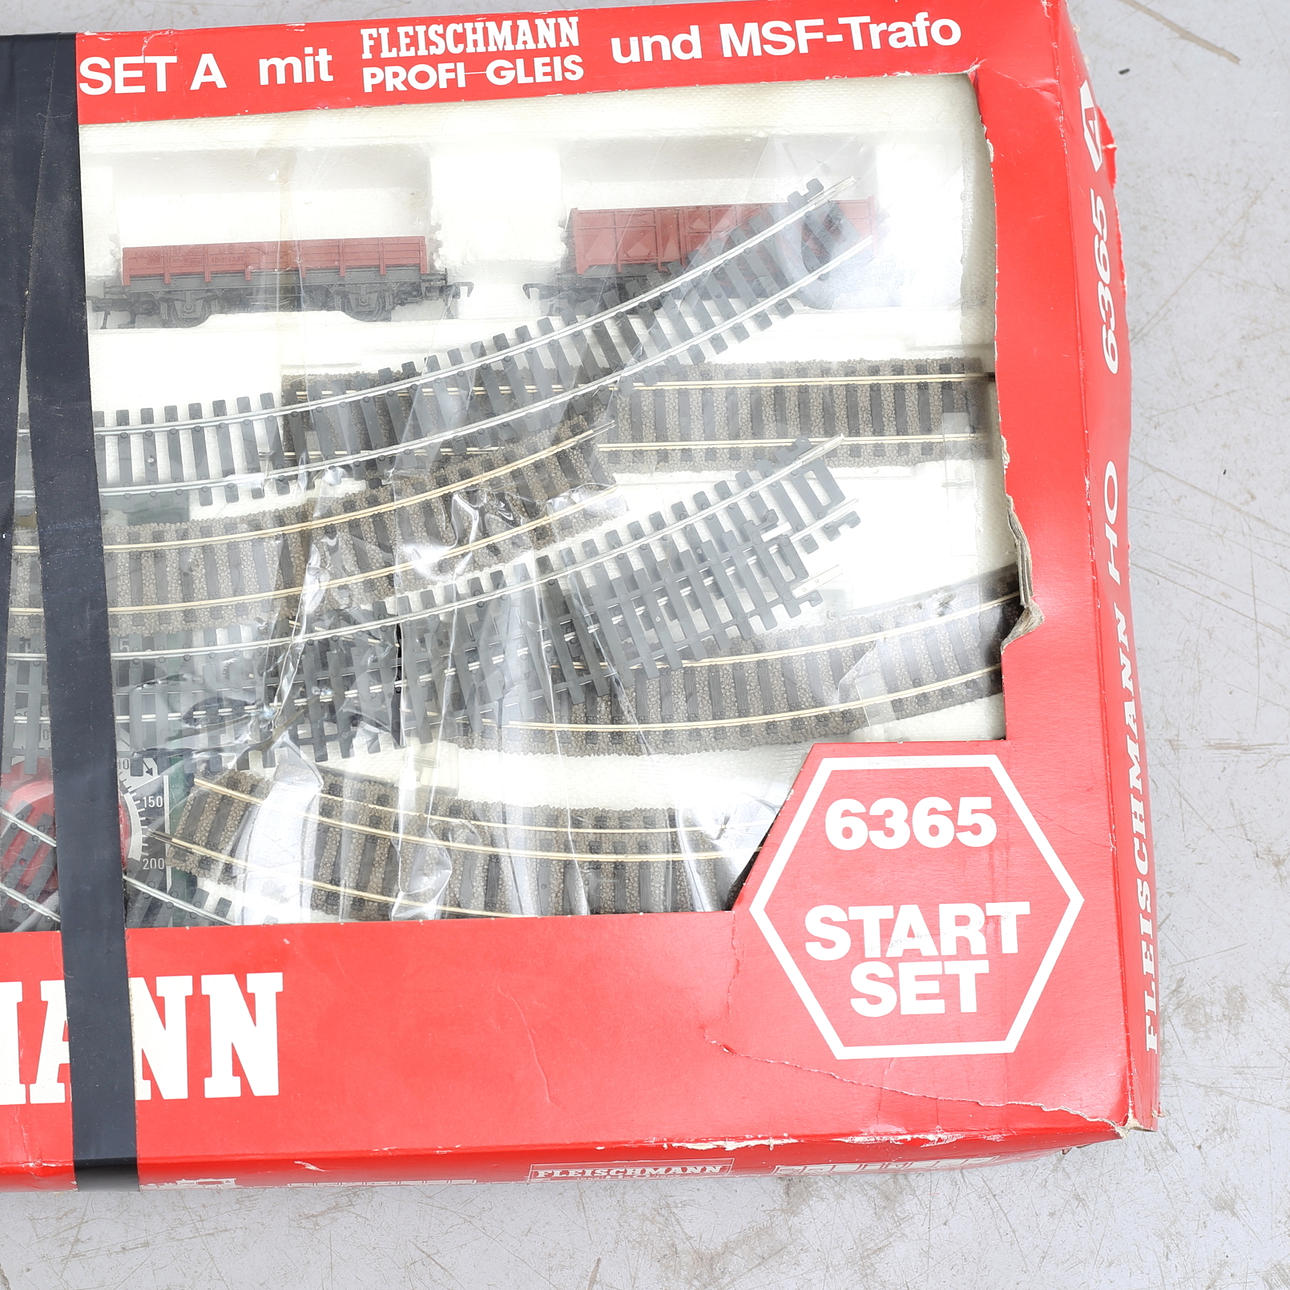 SET A mit FLEISCHMANN PROFI-GLEIS und MSF-Trafo
A
6365
FLEISCHMANN HO
150
200
6365
START
SET
MANN
FLEISCHMANN